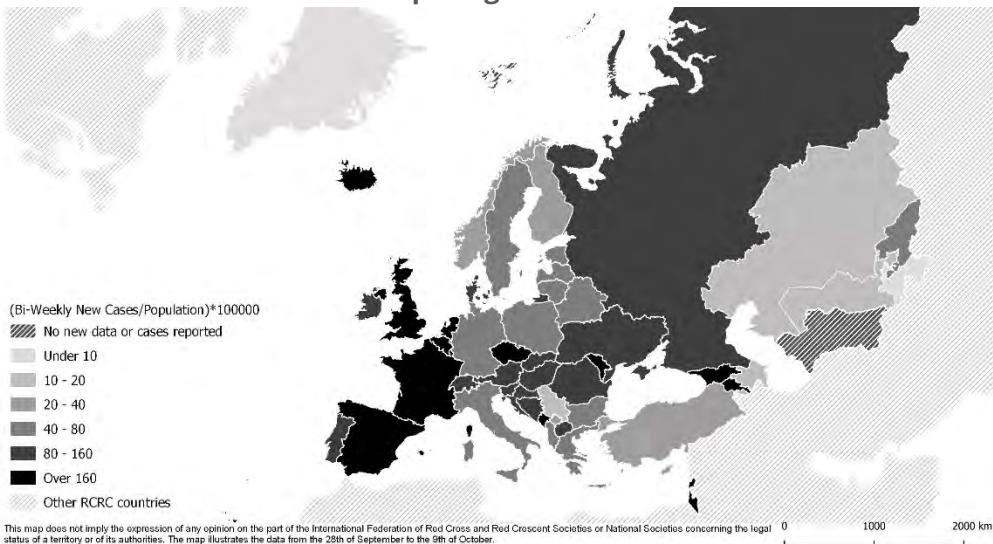 (Bi-Weekly New Cases/Population)*100000
No new data or cases reported
Under 10
10 - 20
20 - 40
40 - 80
80 - 160
Over 160
Other RCRC countries
This map does not imply the expression of any opinion on the part of the International Federation of Red Cross and Red Crescent Societies or National Societies concerning the legal
status of a territory or of its authorities. The map illustrates the data from the 28th of September to the 9th of October.
0 1000 2000 km